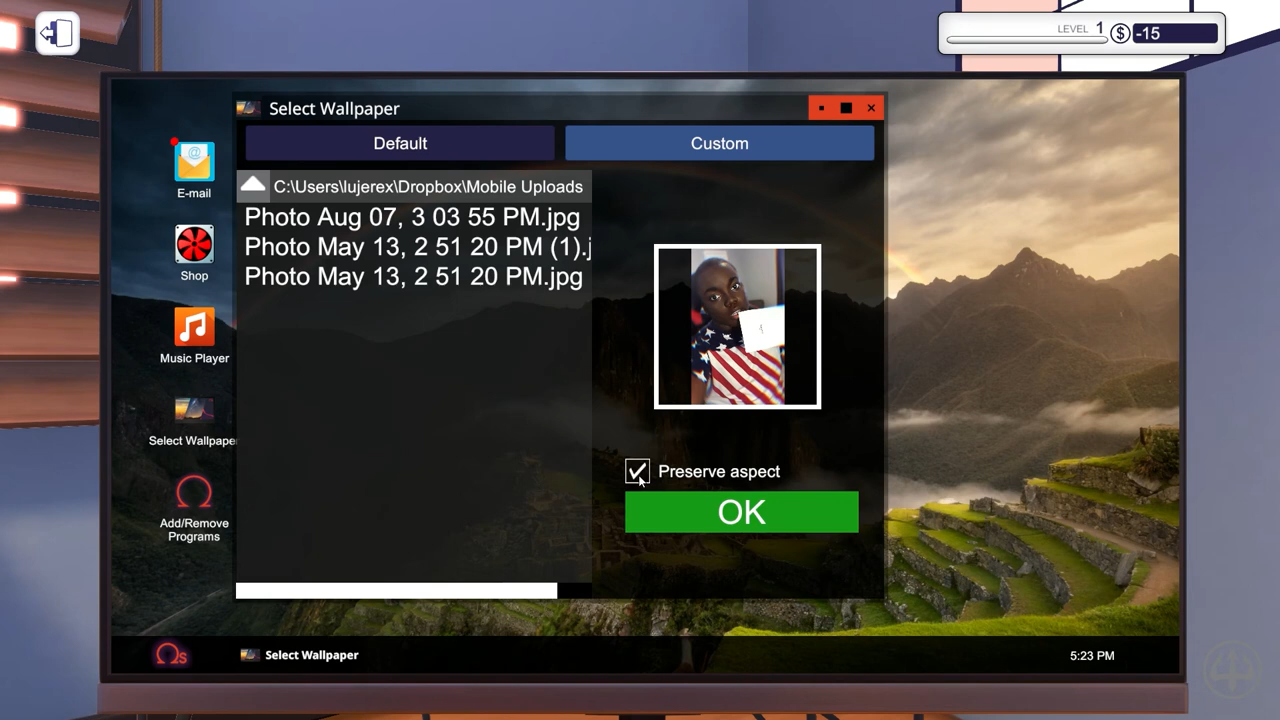 LEVEL 1 $ -15
Select Wallpaper
Default Custom
C:\Users\lujerex\Dropbox\Mobile Uploads
Photo Aug 07, 3 03 55 PM.jpg
Photo May 13, 2 51 20 PM (1).j
Photo May 13, 2 51 20 PM.jpg
@
E-mail
Shop
Music Player
Select Wallpaper
Add/Remove
Programs
Preserve aspect
OK
Ωs
Select Wallpaper
5:23 PM